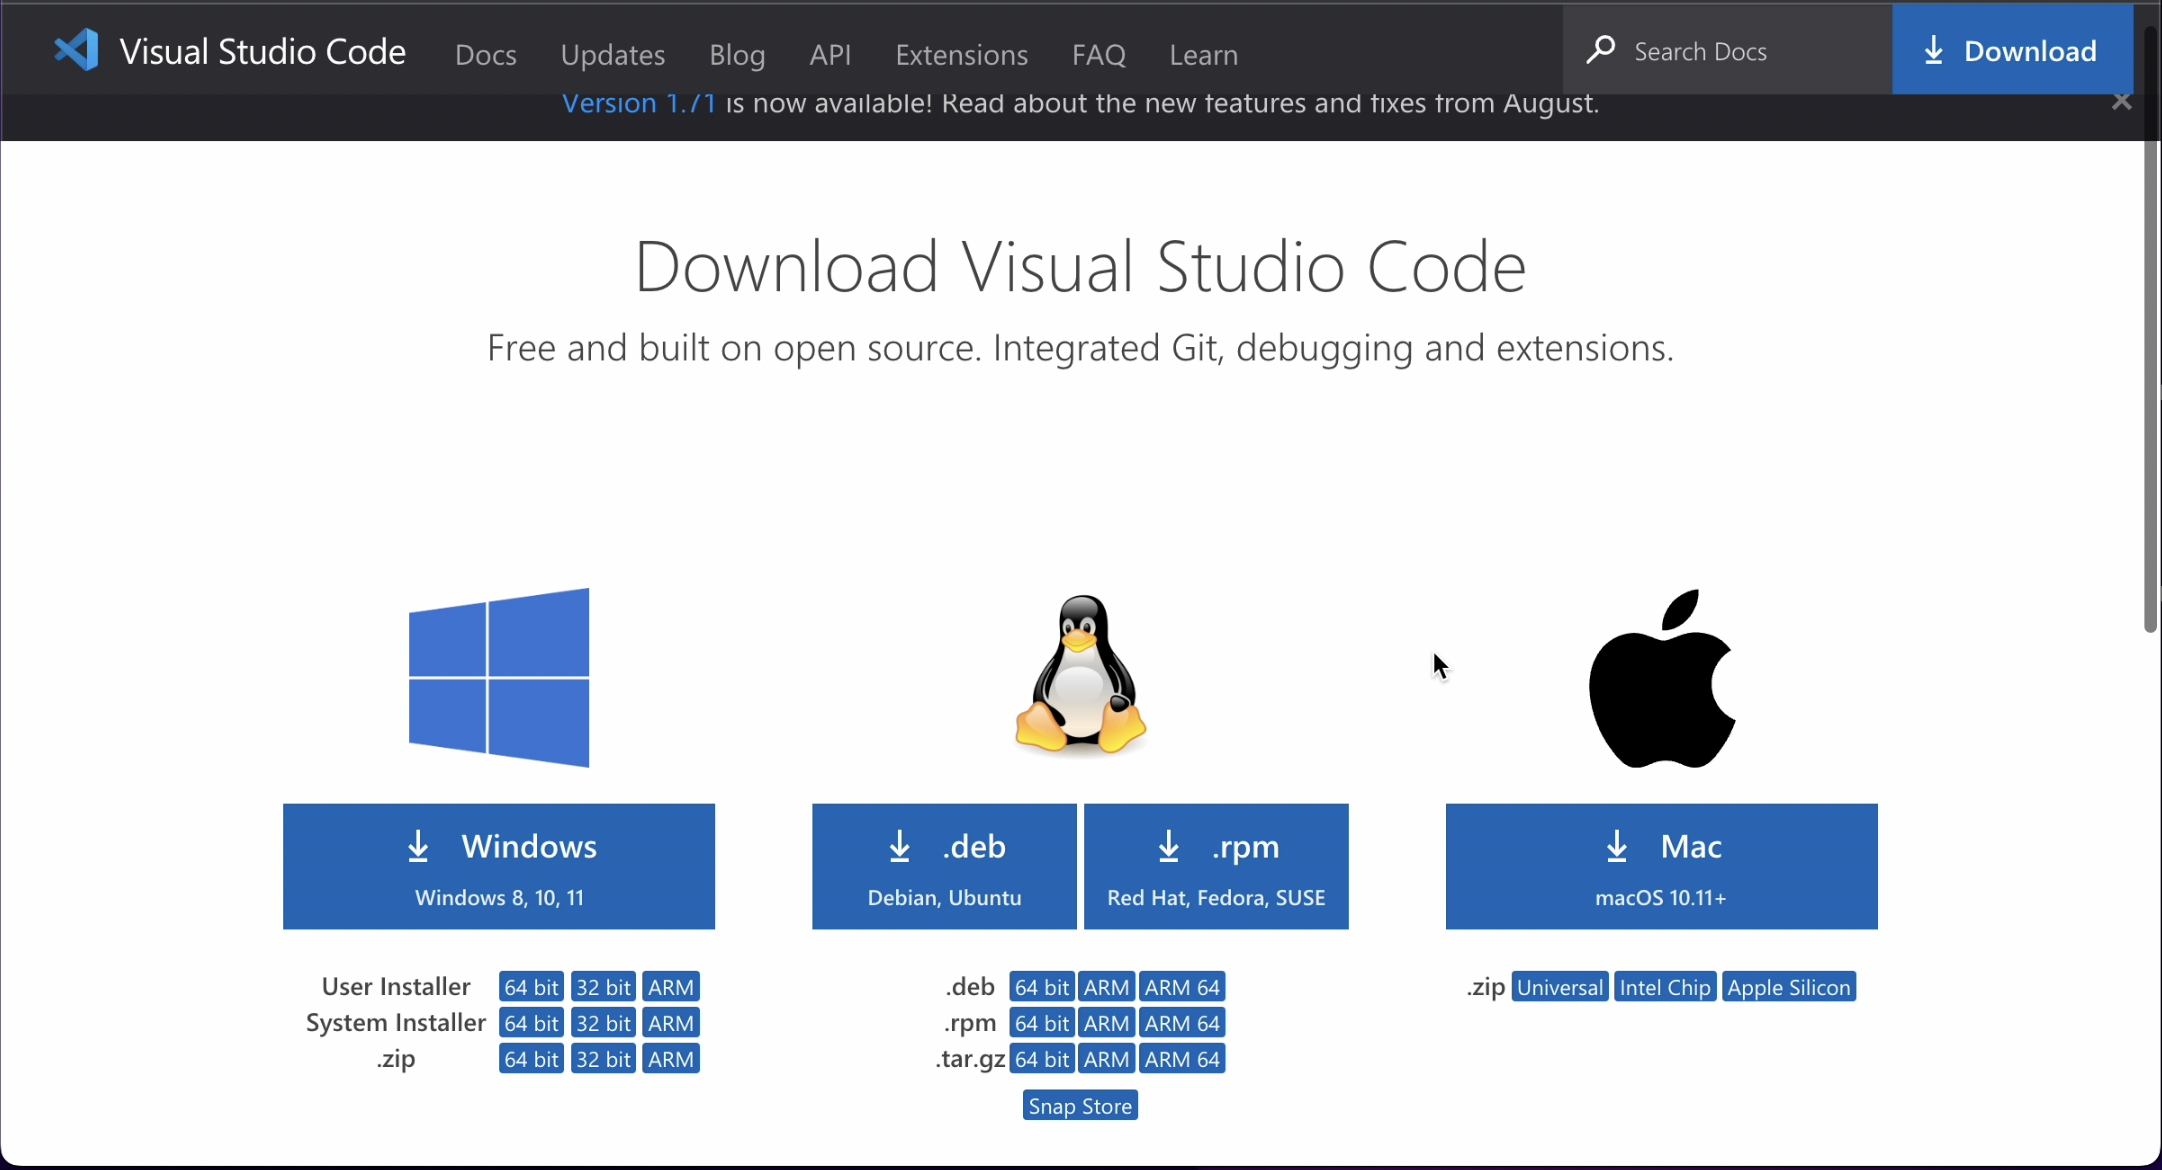 Visual Studio Code Docs Updates Blog API Extensions FAQ Learn Search Docs Download
Version 1.71 is now available! Read about the new features and fixes from August.
Download Visual Studio Code
Free and built on open source. Integrated Git, debugging and extensions.
Windows
Windows 8, 10, 11
User Installer 64 bit 32 bit ARM
System Installer 64 bit 32 bit ARM
.zip 64 bit 32 bit ARM
.deb
Debian, Ubuntu
.rpm
Red Hat, Fedora, SUSE
.deb 64 bit ARM ARM 64
.rpm 64 bit ARM ARM 64
.tar.gz 64 bit ARM ARM 64
Snap Store
Mac
macOS 10.11+
.zip Universal Intel Chip Apple Silicon